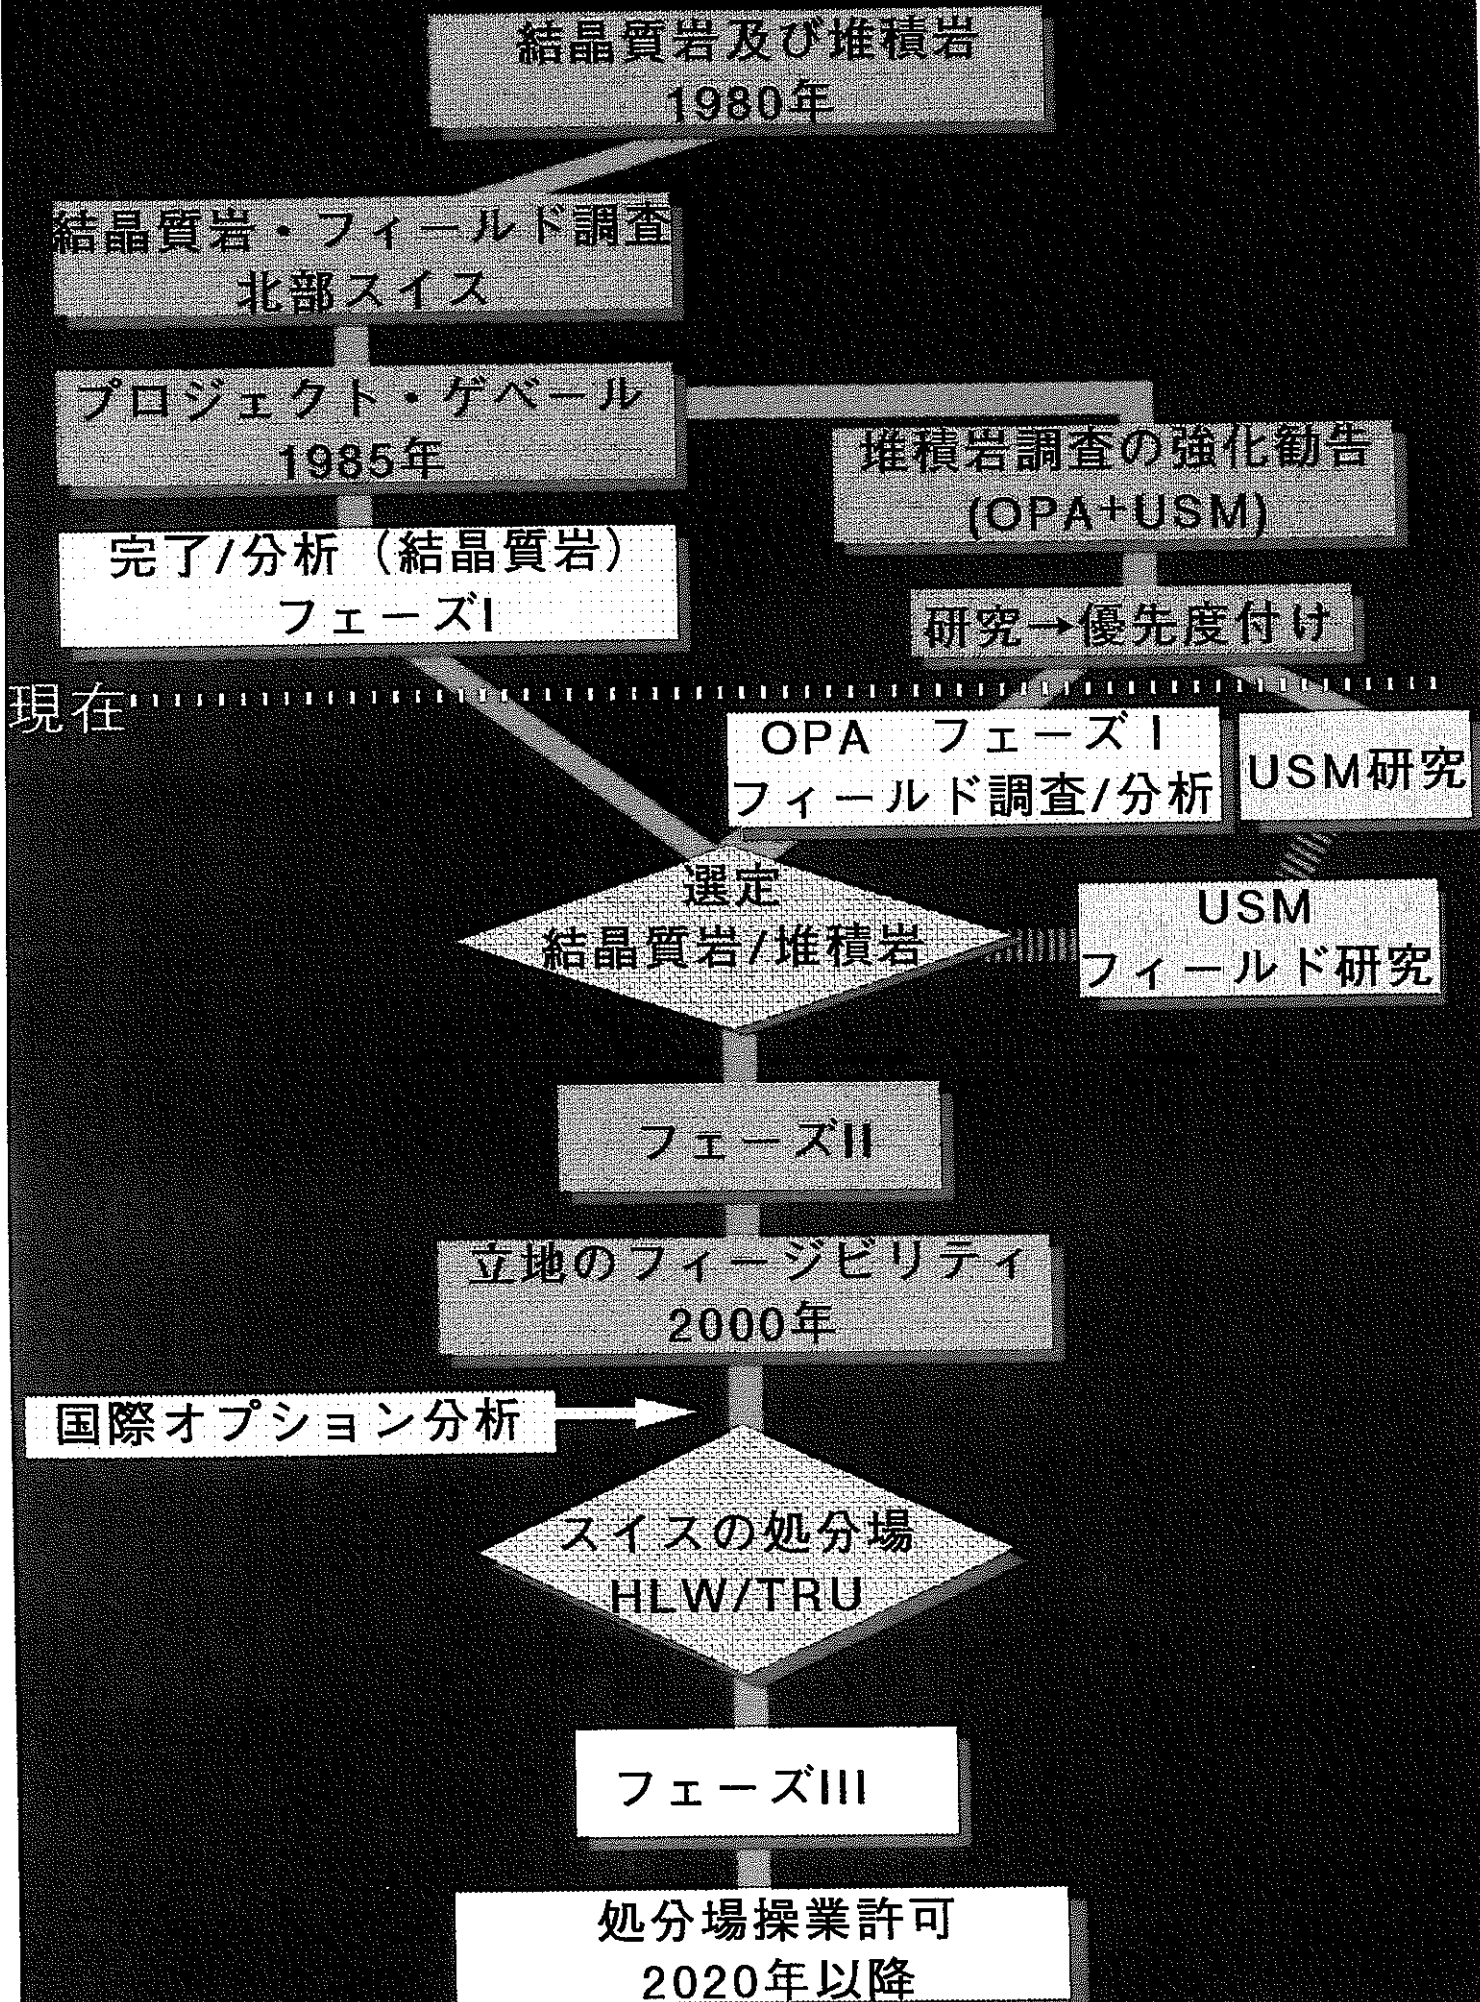 結晶質岩及び堆積岩
1980年
結晶質岩・フィールド調査
北部スイス
プロジェクト・ゲベール
1985年
堆積岩調査の強化勧告
(OPA+USM)
完了/分析（結晶質岩）
フェーズI
研究→優先度付け
現在
OPA フェーズI
フィールド調査/分析
USM研究
選定
結晶質岩/堆積岩
USM
フィールド研究
フェーズII
立地のフィージビリティ
2000年
国際オプション分析
スイスの処分場
HLW/TRU
フェーズIII
処分場操業許可
2020年以降